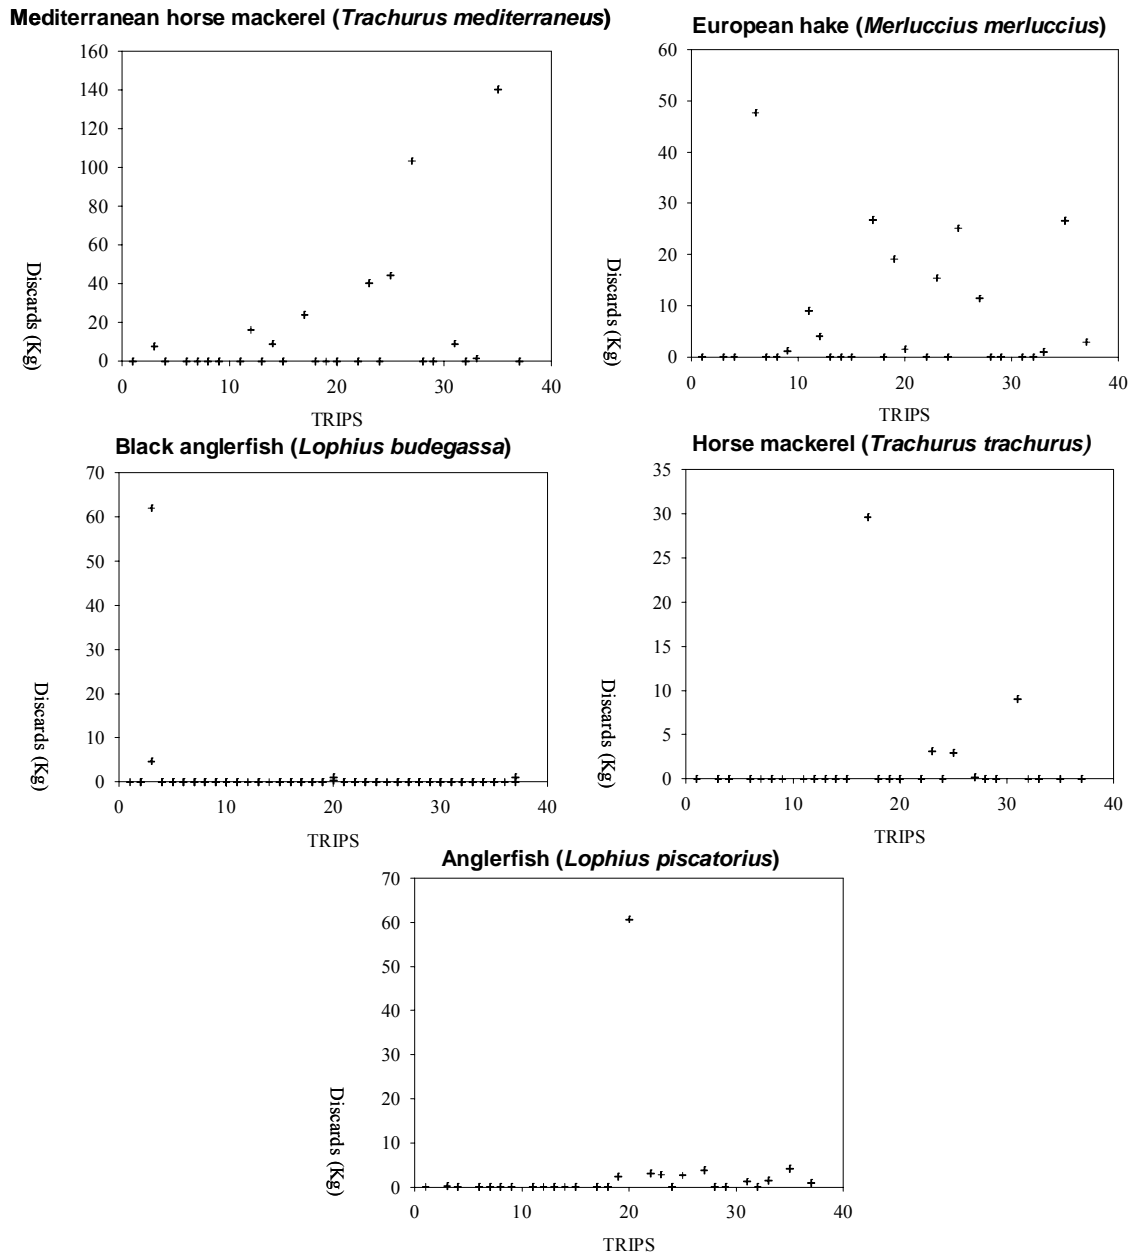 Mediterranean horse mackerel (Trachurus mediterraneus)
160
140
120
100
80
60
40
20
0
0 10 20 30 40
Discards (Kg)
TRIPS
European hake (Merluccius merluccius)
60
50
40
30
20
10
0
0 10 20 30 40
Discards (Kg)
TRIPS
Black anglerfish (Lophius budegassa)
70
60
50
40
30
20
10
0
0 10 20 30 40
Discards (Kg)
TRIPS
Horse mackerel (Trachurus trachurus)
35
30
25
20
15
10
5
0
0 10 20 30 40
Discards (Kg)
TRIPS
Anglerfish (Lophius piscatorius)
70
60
50
40
30
20
10
0
0 10 20 30 40
Discards (Kg)
TRIPS